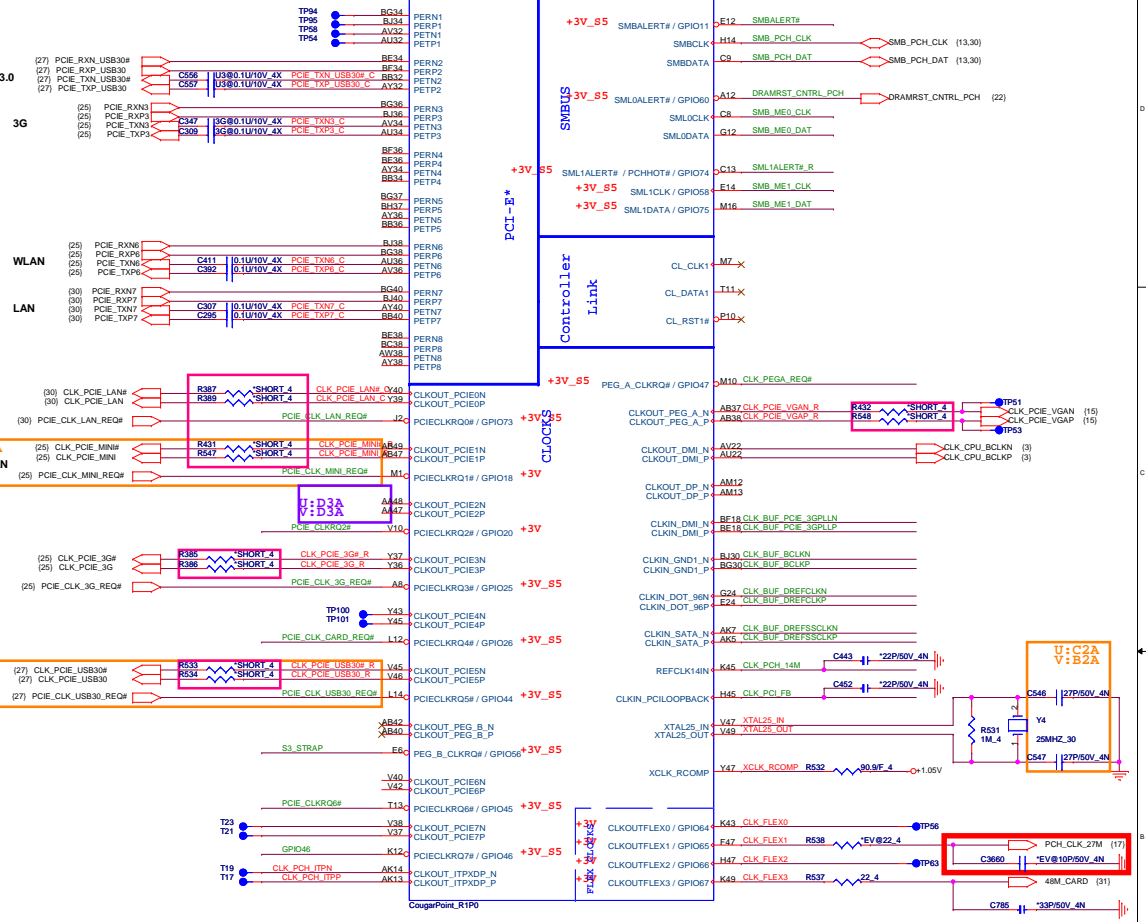 TP94 BG34 PERN1
TP95 BJ34 PERP1
TP58 AV32 PETN1
TP54 AU32 PETP1
(27) PCIE_RXN_USB30# BE34 PERN2
(27) PCIE_RXP_USB30 BF34 PERP2
3.0 (27) PCIE_TXN_USB30# C556 U3@0.1U/10V_4X PCIE_TXN_USB30#_C BB32 PETN2
(27) PCIE_TXP_USB30 C557 U3@0.1U/10V_4X PCIE_TXP_USB30_C AY32 PETP2
(25) PCIE_RXN3 BG36 PERN3
(25) PCIE_RXP3 BJ36 PERP3
3G (25) PCIE_TXN3 C347 3G@0.1U/10V_4X PCIE_TXN3_C AV34 PETN3
(25) PCIE_TXP3 C309 3G@0.1U/10V_4X PCIE_TXP3_C AU34 PETP3
BF36 PERN4
BE36 PERP4
AY34 PETN4
BB34 PETP4
BG37 PERN5
BH37 PERP5
AY36 PETN5
BB36 PETP5
(25) PCIE_RXN6 BJ38 PERN6
(25) PCIE_RXP6 BG38 PERP6
WLAN (25) PCIE_TXN6 C411 0.1U/10V_4X PCIE_TXN6_C AU36 PETN6
(25) PCIE_TXP6 C392 0.1U/10V_4X PCIE_TXP6_C AV36 PETP6
(30) PCIE_RXN7 BG40 PERN7
(30) PCIE_RXP7 BJ40 PERP7
LAN (30) PCIE_TXN7 C307 0.1U/10V_4X PCIE_TXN7_C AY40 PETN7
(30) PCIE_TXP7 C295 0.1U/10V_4X PCIE_TXP7_C BB40 PETP7
BE38 PERN8
BC38 PERP8
AW38 PETN8
AY38 PETP8
PCI-E*
(30) CLK_PCIE_LAN# R387 *SHORT_4 CLK_PCIE_LAN#_C Y40 CLKOUT_PCIE0N
(30) CLK_PCIE_LAN R389 *SHORT_4 CLK_PCIE_LAN_C Y39 CLKOUT_PCIE0P
(30) PCIE_CLK_LAN_REQ# PCIE_CLK_LAN_REQ# J2 PCIECLKRQ0# / GPIO73 +3V_S5
(25) CLK_PCIE_MINI# R431 *SHORT_4 CLK_PCIE_MINI# AB49 CLKOUT_PCIE1N
N (25) CLK_PCIE_MINI R547 *SHORT_4 CLK_PCIE_MINI AB47 CLKOUT_PCIE1P
(25) PCIE_CLK_MINI_REQ# PCIE_CLK_MINI_REQ# M1 PCIECLKRQ1# / GPIO18 +3V
U:D3A AA48 CLKOUT_PCIE2N
V:D3A AA47 CLKOUT_PCIE2P
PCIE_CLKRQ2# V10 PCIECLKRQ2# / GPIO20 +3V
(25) CLK_PCIE_3G# R385 *SHORT_4 CLK_PCIE_3G#_R Y37 CLKOUT_PCIE3N
(25) CLK_PCIE_3G R386 *SHORT_4 CLK_PCIE_3G_R Y36 CLKOUT_PCIE3P
(25) PCIE_CLK_3G_REQ# PCIE_CLK_3G_REQ# A8 PCIECLKRQ3# / GPIO25 +3V_S5
TP100 Y43 CLKOUT_PCIE4N
TP101 Y45 CLKOUT_PCIE4P
PCIE_CLK_CARD_REQ# L12 PCIECLKRQ4# / GPIO26 +3V_S5
(27) CLK_PCIE_USB30# R533 *SHORT_4 CLK_PCIE_USB30#_R V45 CLKOUT_PCIE5N
(27) CLK_PCIE_USB30 R534 *SHORT_4 CLK_PCIE_USB30_R V46 CLKOUT_PCIE5P
(27) PCIE_CLK_USB30_REQ# PCIE_CLK_USB30_REQ# L14 PCIECLKRQ5# / GPIO44 +3V_S5
AB42 CLKOUT_PEG_B_N
AB40 CLKOUT_PEG_B_P
S3_STRAP E6 PEG_B_CLKRQ# / GPIO56 +3V_S5
V40 CLKOUT_PCIE6N
V42 CLKOUT_PCIE6P
PCIE_CLKRQ6# T13 PCIECLKRQ6# / GPIO45 +3V_S5
T23 V38 CLKOUT_PCIE7N
T21 V37 CLKOUT_PCIE7P
GPIO46 K12 PCIECLKRQ7# / GPIO46 +3V_S5
T19 CLK_PCH_ITPN AK14 CLKOUT_ITPXDP_N
T17 CLK_PCH_ITPP AK13 CLKOUT_ITPXDP_P
CougarPoint_R1P0
+3V_S5 SMBALERT# / GPIO11 E12 SMBALERT#
SMBCLK H14 SMB_PCH_CLK SMB_PCH_CLK (13,30)
SMBDATA C9 SMB_PCH_DAT SMB_PCH_DAT (13,30)
SMBUS
+3V_S5 SML0ALERT# / GPIO60 A12 DRAMRST_CNTRL_PCH DRAMRST_CNTRL_PCH (22)
SML0CLK C8 SMB_ME0_CLK
SML0DATA G12 SMB_ME0_DAT
+3V_S5 SML1ALERT# / PCHHOT# / GPIO74 C13 SML1ALERT#_R
+3V_S5 SML1CLK / GPIO58 E14 SMB_ME1_CLK
+3V_S5 SML1DATA / GPIO75 M16 SMB_ME1_DAT
Controller
Link
CL_CLK1 M7
CL_DATA1 T11
CL_RST1# P10
CLOCKS
+3V_S5 PEG_A_CLKRQ# / GPIO47 M10 CLK_PEGA_REQ#
TP51
CLKOUT_PEG_A_N AB37 CLK_PCIE_VGAN_R R432 *SHORT_4 CLK_PCIE_VGAN (15)
CLKOUT_PEG_A_P AB38 CLK_PCIE_VGAP_R R548 *SHORT_4 CLK_PCIE_VGAP (15)
TP53
CLKOUT_DMI_N AV22 CLK_CPU_BCLKN (3)
CLKOUT_DMI_P AU22 CLK_CPU_BCLKP (3)
CLKOUT_DP_N AM12
CLKOUT_DP_P AM13
CLKIN_DMI_N BF18 CLK_BUF_PCIE_3GPLLN
CLKIN_DMI_P BE18 CLK_BUF_PCIE_3GPLLP
CLKIN_GND1_N BJ30 CLK_BUF_BCLKN
CLKIN_GND1_P BG30 CLK_BUF_BCLKP
CLKIN_DOT_96N G24 CLK_BUF_DREFCLKN
CLKIN_DOT_96P E24 CLK_BUF_DREFCLKP
CLKIN_SATA_N AK7 CLK_BUF_DREFSSCLKN
CLKIN_SATA_P AK5 CLK_BUF_DREFSSCLKP
REFCLK14IN K45 CLK_PCH_14M C443 *22P/50V_4N
CLKIN_PCILOOPBACK H45 CLK_PCI_FB C452 *22P/50V_4N
U:C2A
V:B2A
C546 27P/50V_4N
XTAL25_IN V47 XTAL25_IN
XTAL25_OUT V49 XTAL25_OUT
R531 1M_4
2 Y4 1
25MHZ_30
C547 27P/50V_4N
XCLK_RCOMP Y47 XCLK_RCOMP R532 90.9/F_4 +1.05V
FLEX CLOCKS
+3V CLKOUTFLEX0 / GPIO64 K43 CLK_FLEX0 TP56
+3V CLKOUTFLEX1 / GPIO65 F47 CLK_FLEX1 R538 *EV@22_4 PCH_CLK_27M (17)
+3V CLKOUTFLEX2 / GPIO66 H47 CLK_FLEX2 TP63 C3660 *EV@10P/50V_4N
+3V CLKOUTFLEX3 / GPIO67 K49 CLK_FLEX3 R537 22_4 48M_CARD (31)
C785 *33P/50V_4N
D
C
B